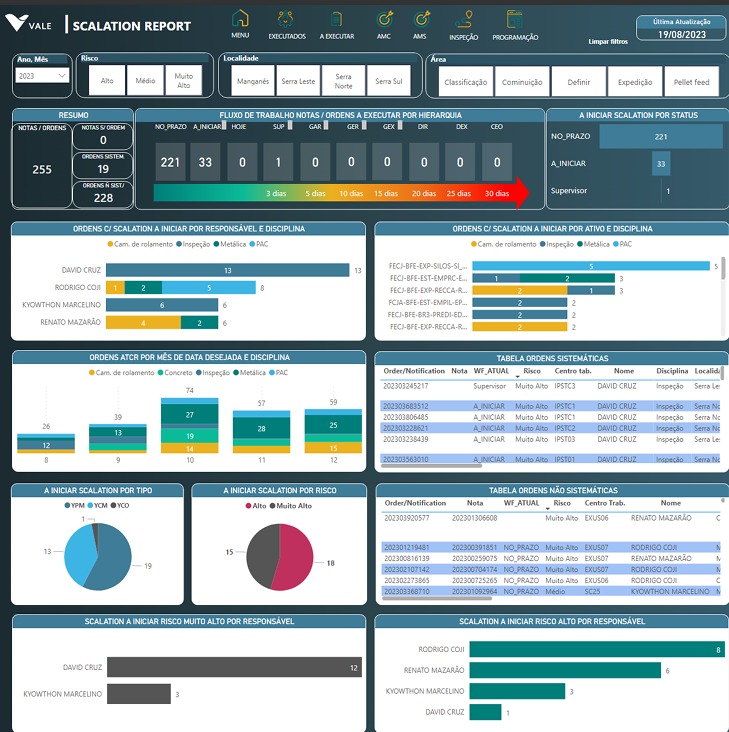 VALE | SCALATION REPORT
MENU
EXECUTADOS
A EXECUTAR
AMC
AMS
INSPEÇÃO
PROGRAMAÇÃO
Limpar filtros
Última Atualização
19/08/2023
Ano, Mês
2023
Risco
Alto
Médio
Muito Alto
Localidade
Manganês
Serra Leste
Serra Norte
Serra Sul
Área
Classificação
Cominuição
Definir
Expedição
Pellet feed
RESUMO
NOTAS / ORDENS
255
NOTAS S/ ORDEM
0
ORDENS SISTEM.
19
ORDENS Ñ SIST/
228
FLUXO DE TRABALHO NOTAS / ORDENS A EXECUTAR POR HIERARQUIA
NO_PRAZO A_INICIAR HOJE SUP GAR GER GEX DIR DEX CEO
221 33 0 1 0 0 0 0 0 0
3 dias 5 dias 10 dias 15 dias 20 dias 25 dias 30 dias
A INICIAR SCALATION POR STATUS
NO_PRAZO 221
A_INICIAR 33
Supervisor 1
ORDENS C/ SCALATION A INICIAR POR RESPONSÁVEL E DISCIPLINA
Cam. de rolamento Inspeção Metálica PAC
DAVID CRUZ 13 13
RODRIGO COJI 1 2 5 8
KYOWTHON MARCELINO 6 6
RENATO MAZARÃO 4 2 6
ORDENS C/ SCALATION A INICIAR POR ATIVO E DISCIPLINA
Cam. de rolamento Inspeção Metálica PAC
FECJ-BFE-EXP-SILOS-SI_... 5 5
FECJ-BFE-EST-EMPRC-E... 1 2 3
FECJ-BFE-EXP-RECCA-R... 2 1 3
FCJA-BFE-EST-EMPIL-EP... 2 2
FECJ-BFE-BR3-PREDI-ED... 2 2
FECJ-BFE-EXP-RECCA-R... 2 2
ORDENS ATCR POR MÊS DE DATA DESEJADA E DISCIPLINA
Cam. de rolamento Concreto Inspeção Metálica PAC
26 39 74 57 59
12 13 27 19 14 28 25 12 15
8 9 10 11 12
TABELA ORDENS SISTEMÁTICAS
Order/Notification Nota WF_ATUAL Risco Centro tab. Nome Disciplina Localida
202303245217 Supervisor Muito Alto IPSTC3 DAVID CRUZ Inspeção Serra Le
202303683512 A_INICIAR Muito Alto IPSTC1 DAVID CRUZ Inspeção Serra No
202303806485 A_INICIAR Muito Alto IPSTC1 DAVID CRUZ Inspeção Serra No
202303228621 A_INICIAR Muito Alto IPSTC2 DAVID CRUZ Inspeção Serra No
202303238439 A_INICIAR Muito Alto IPST03 DAVID CRUZ Inspeção Serra Le
202303563010 A_INICIAR Muito Alto IPSTC1 DAVID CRUZ Inspeção Serra No
A INICIAR SCALATION POR TIPO
YPM YCM YCO
1
13
19
A INICIAR SCALATION POR RISCO
Alto Muito Alto
15
18
TABELA ORDENS NÃO SISTEMÁTICAS
Order/Notification Nota WF_ATUAL Risco Centro Trab. Nome
202303920577 202301306608 Muito Alto EXUS06 RENATO MAZARÃO C
202301219481 202300391851 NO_PRAZO Muito Alto EXUS07 RODRIGO COJI M
202300816139 202300259075 NO_PRAZO Muito Alto EXUS07 RODRIGO COJI M
202302107142 202300704174 NO_PRAZO Muito Alto EXUS07 RODRIGO COJI M
202302273865 202300725265 NO_PRAZO Muito Alto EXUS06 RODRIGO COJI C
202303368710 202301092964 NO_PRAZO Médio SC25 KYOWTHON MARCELINO M
SCALATION A INICIAR RISCO MUITO ALTO POR RESPONSÁVEL
DAVID CRUZ 12
KYOWTHON MARCELINO 3
SCALATION A INICIAR RISCO ALTO POR RESPONSÁVEL
RODRIGO COJI 8
RENATO MAZARÃO 6
KYOWTHON MARCELINO 3
DAVID CRUZ 1